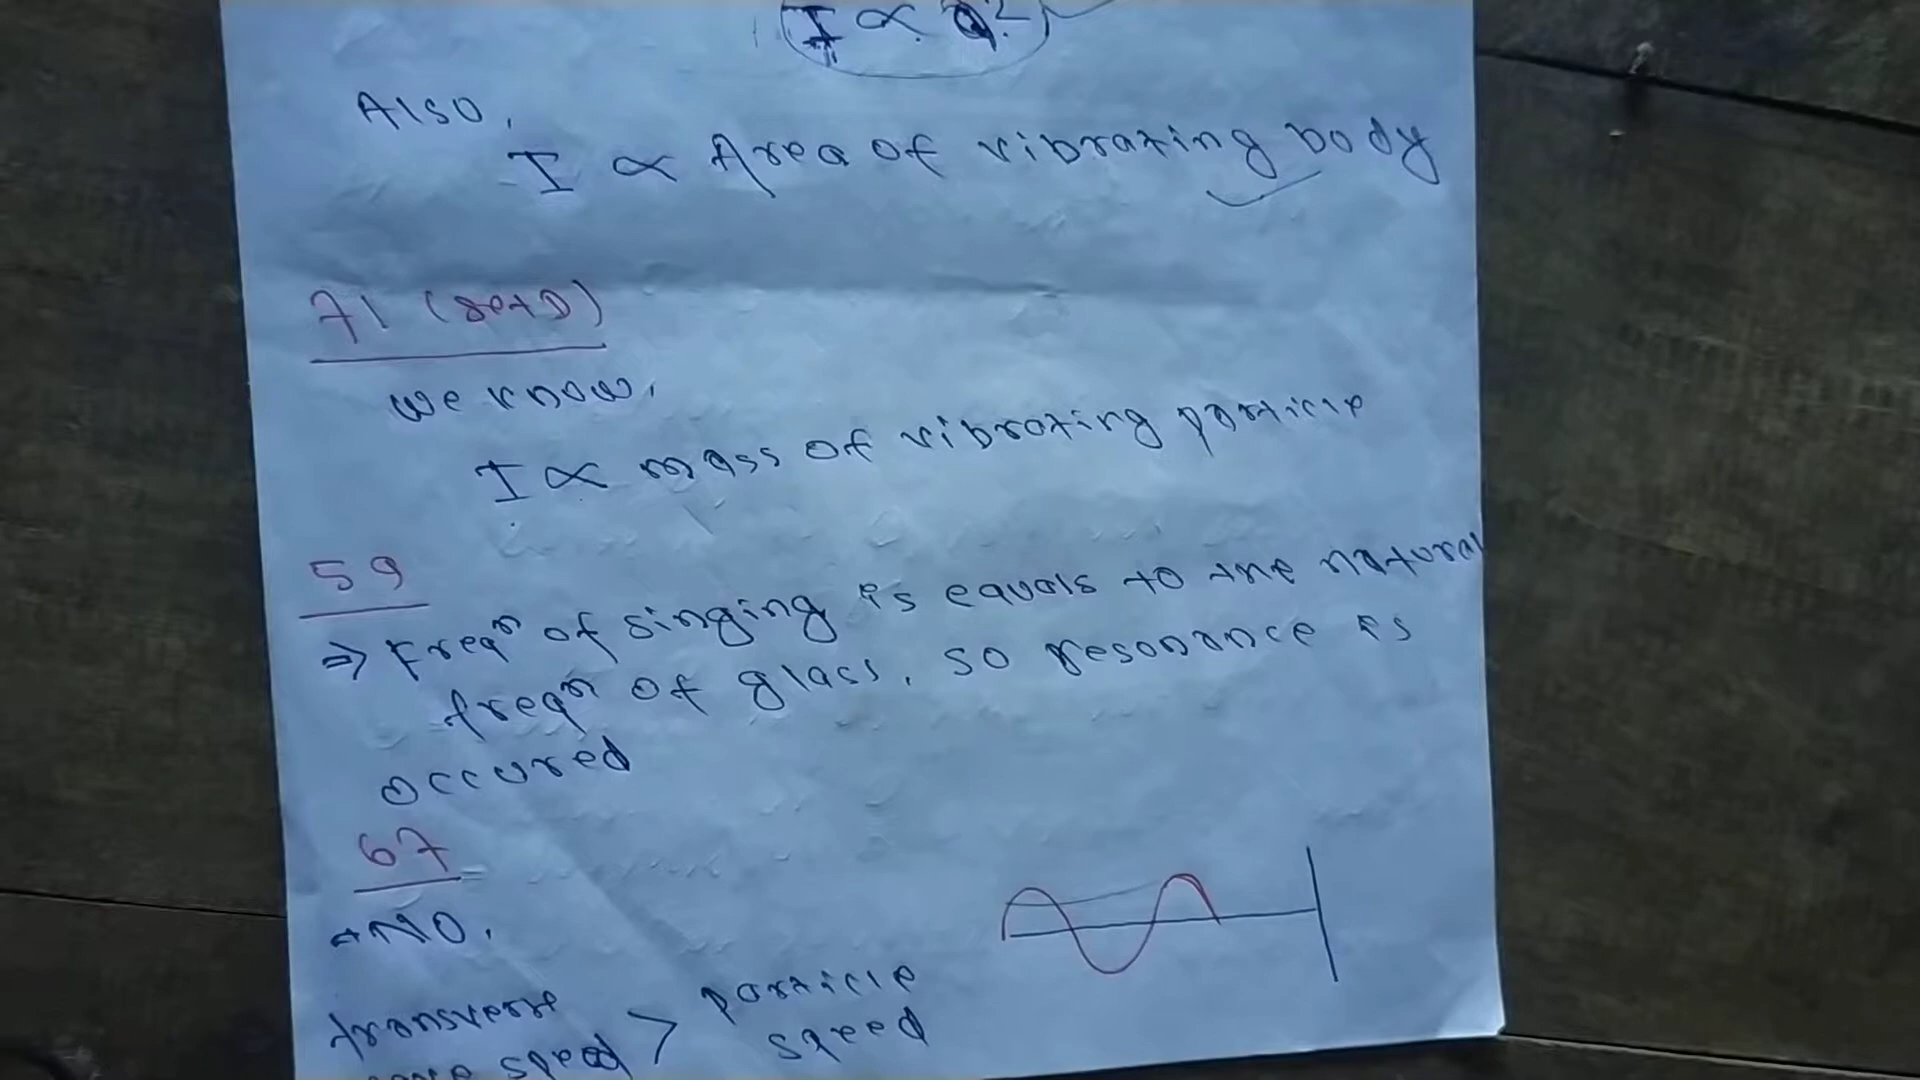 I ∝ a²
Also,
I ∝ Area of vibrating body
71 (set D)
we know,
I ∝ mass of vibrating particle
59
⇒ Freqⁿ of singing is equals to the natural
freqⁿ of glass, so resonance is
occured
67
→ No.
transverse
wave speed > particle
speed